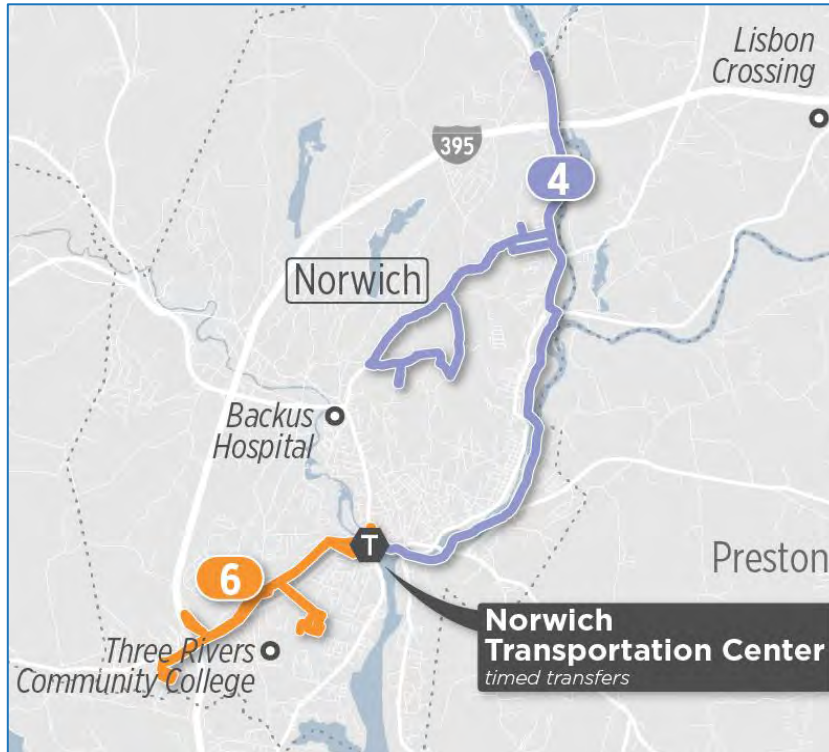 Lisbon
Crossing
395
4
Norwich
Backus
Hospital
T
Preston
6
Norwich
Transportation Center
timed transfers
Three Rivers
Community College